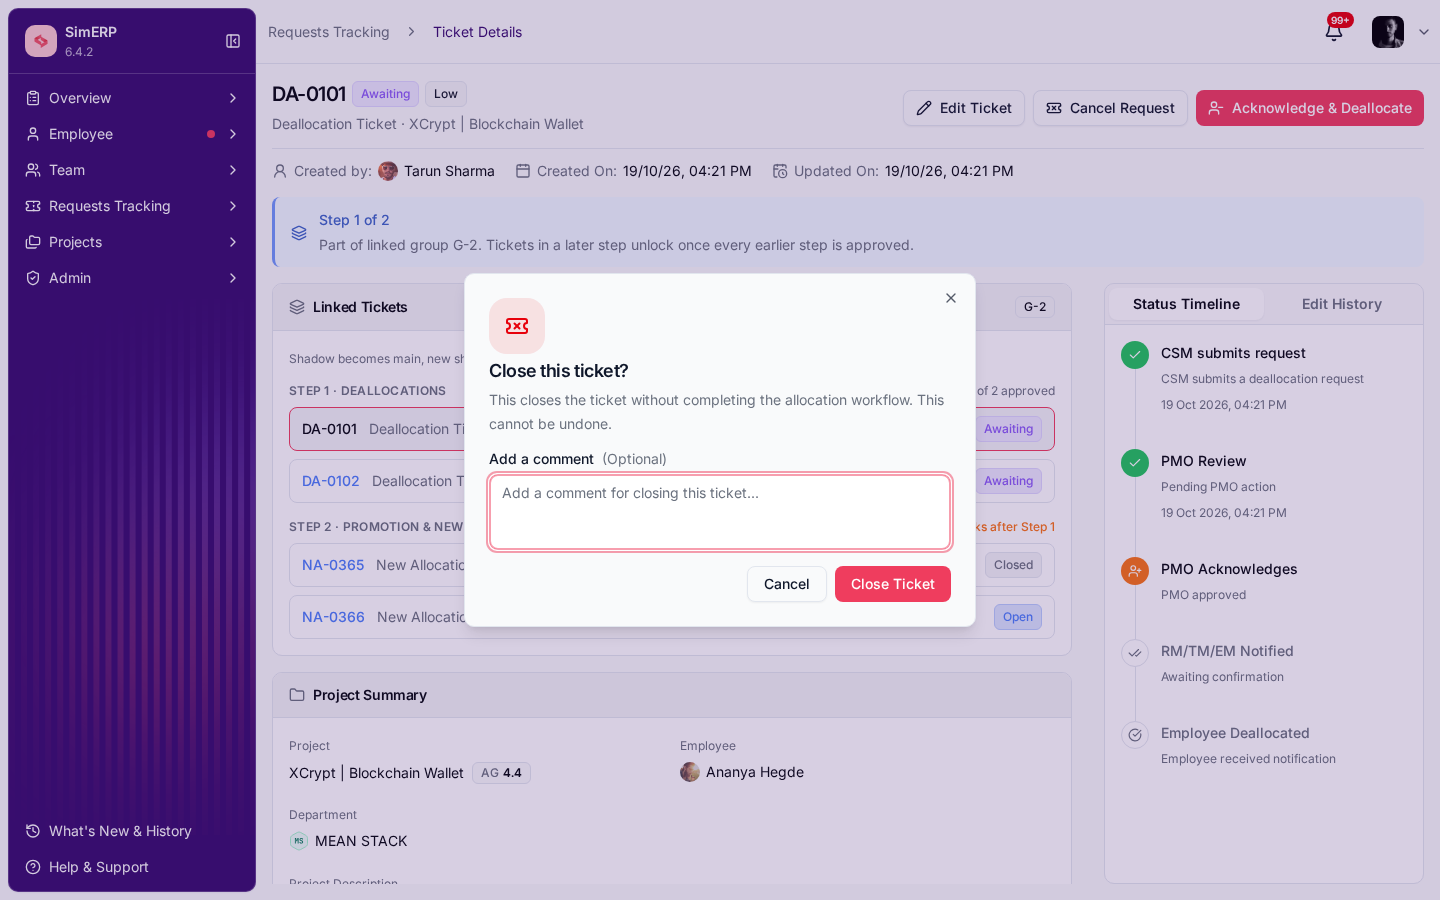 SimERP
6.4.2
Overview
Employee
Team
Requests Tracking
Projects
Admin
What's New & History
Help & Support
Requests Tracking
Ticket Details
99+
DA-0101
Awaiting
Low
Deallocation Ticket · XCrypt | Blockchain Wallet
Edit Ticket
Cancel Request
Acknowledge & Deallocate
Created by:
Tarun Sharma
Created On: 19/10/26, 04:21 PM
Updated On: 19/10/26, 04:21 PM
Step 1 of 2
Part of linked group G-2. Tickets in a later step unlock once every earlier step is approved.
Linked Tickets
G-2
Shadow becomes main, new
STEP 1 · DEALLOCATIONS
of 2 approved
DA-0101
Deallocation
Awaiting
DA-0102
Deallocation
Awaiting
STEP 2 · PROMOTION & NEW
after Step 1
NA-0365
New
Closed
NA-0366
New
Open
Close this ticket?
This closes the ticket without completing the allocation workflow. This
cannot be undone.
Add a comment (Optional)
Add a comment for closing this ticket...
Cancel
Close Ticket
Project Summary
Project
XCrypt | Blockchain Wallet
AG 4.4
Employee
Ananya Hegde
Department
MS
MEAN STACK
Project Description
Status Timeline
Edit History
CSM submits request
CSM submits a deallocation request
19 Oct 2026, 04:21 PM
PMO Review
Pending PMO action
19 Oct 2026, 04:21 PM
PMO Acknowledges
PMO approved
RM/TM/EM Notified
Awaiting confirmation
Employee Deallocated
Employee received notification